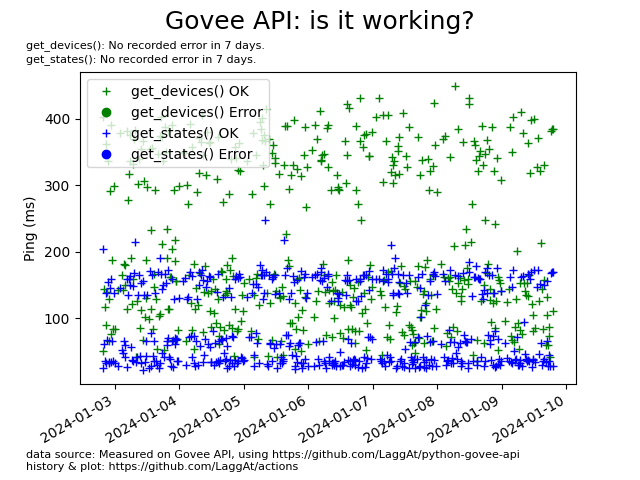 Govee API: is it working?
get_devices(): No recorded error in 7 days.
get_states(): No recorded error in 7 days.
get_devices() OK
get_devices() Error
get_states() OK
get_states() Error
Ping (ms)
400
300
200
100
2024-01-03
2024-01-04
2024-01-05
2024-01-06
2024-01-07
2024-01-08
2024-01-09
2024-01-10
data source: Measured on Govee API, using https://github.com/LaggAt/python-govee-api
history & plot: https://github.com/LaggAt/actions